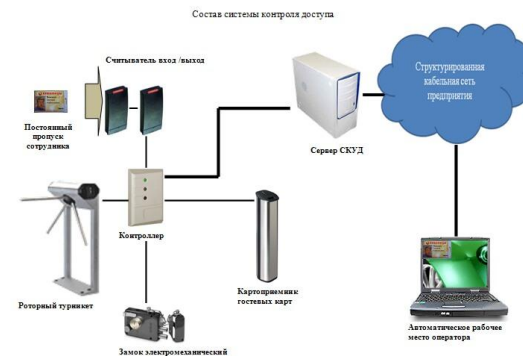 Состав системы контроля доступа
Считыватель вход /выход
Структурированная
кабельная сеть
предприятия
Постоянный
пропуск
сотрудника
Сервер СКУД
Контроллер
Роторный турникет
Картоприемник
гостевых карт
Автоматическое рабочее
место оператора
Замок электромеханический